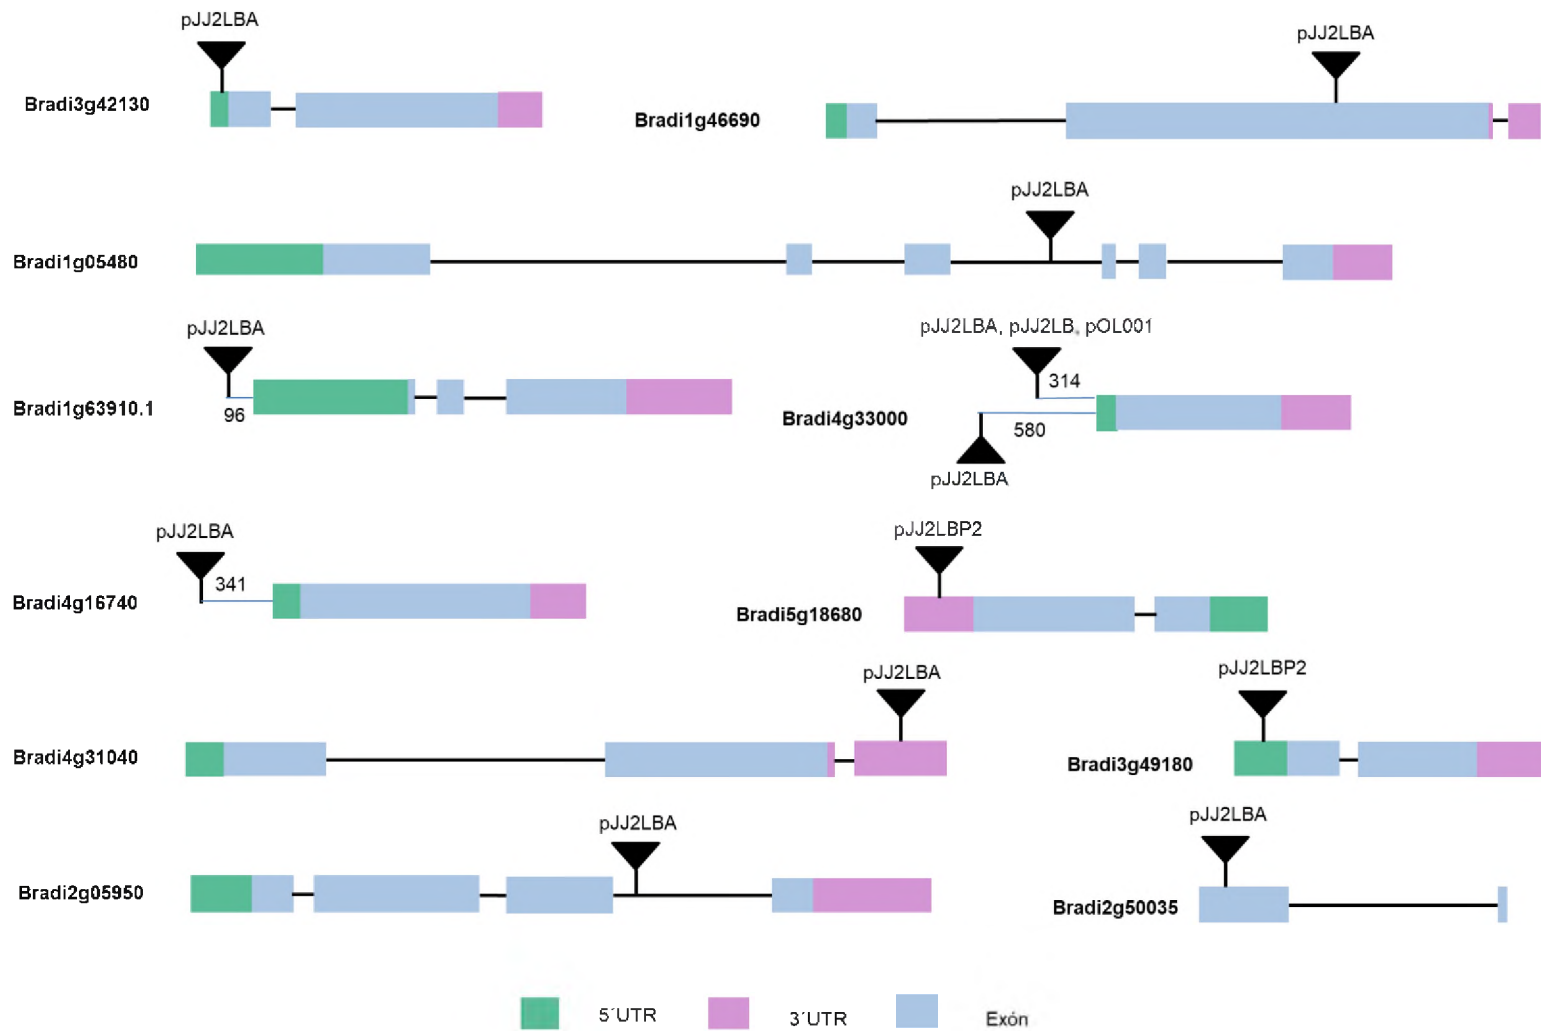 pJJ2LBA
Bradi3g42130
pJJ2LBA
Bradi1g46690
pJJ2LBA
Bradi1g05480
pJJ2LBA
96
Bradi1g63910.1
pJJ2LBA, pJJ2LB, pOL001
314
Bradi4g33000
580
pJJ2LBA
pJJ2LBA
341
Bradi4g16740
pJJ2LBP2
Bradi5g18680
pJJ2LBA
Bradi4g31040
pJJ2LBP2
Bradi3g49180
pJJ2LBA
Bradi2g05950
pJJ2LBA
Bradi2g50035
5´UTR 3´UTR Exón